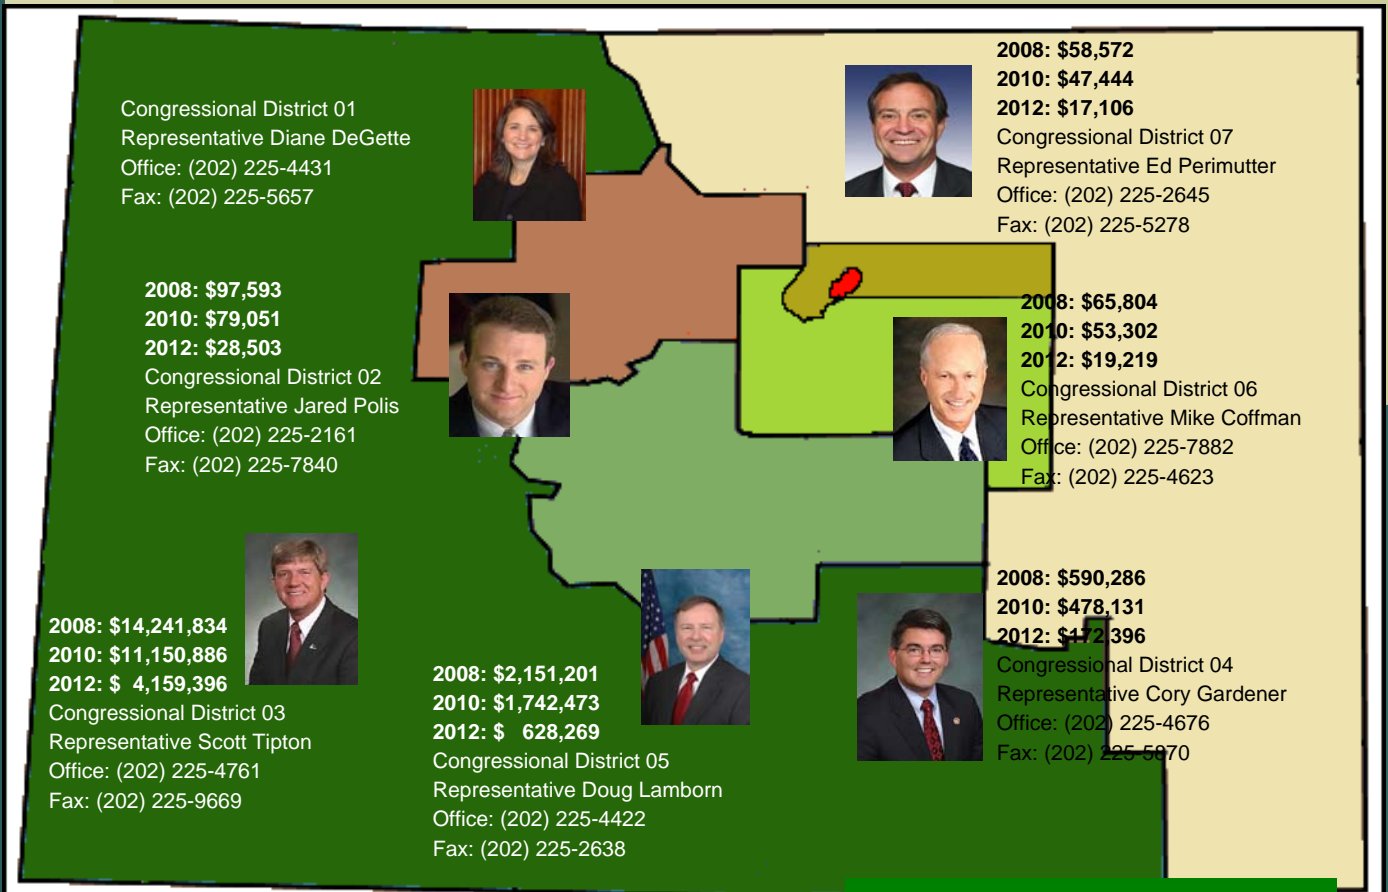 Congressional District 01
Representative Diane DeGette
Office: (202) 225-4431
Fax: (202) 225-5657
2008: $58,572
2010: $47,444
2012: $17,106
Congressional District 07
Representative Ed Perimutter
Office: (202) 225-2645
Fax: (202) 225-5278
2008: $97,593
2010: $79,051
2012: $28,503
Congressional District 02
Representative Jared Polis
Office: (202) 225-2161
Fax: (202) 225-7840
2008: $65,804
2010: $53,302
2012: $19,219
Congressional District 06
Representative Mike Coffman
Office: (202) 225-7882
Fax: (202) 225-4623
2008: $14,241,834
2010: $11,150,886
2012: $  4,159,396
Congressional District 03
Representative Scott Tipton
Office: (202) 225-4761
Fax: (202) 225-9669
2008: $2,151,201
2010: $1,742,473
2012: $   628,269
Congressional District 05
Representative Doug Lamborn
Office: (202) 225-4422
Fax: (202) 225-2638
2008: $590,286
2010: $478,131
2012: $172,396
Congressional District 04
Representative Cory Gardener
Office: (202) 225-4676
Fax: (202) 225-5870